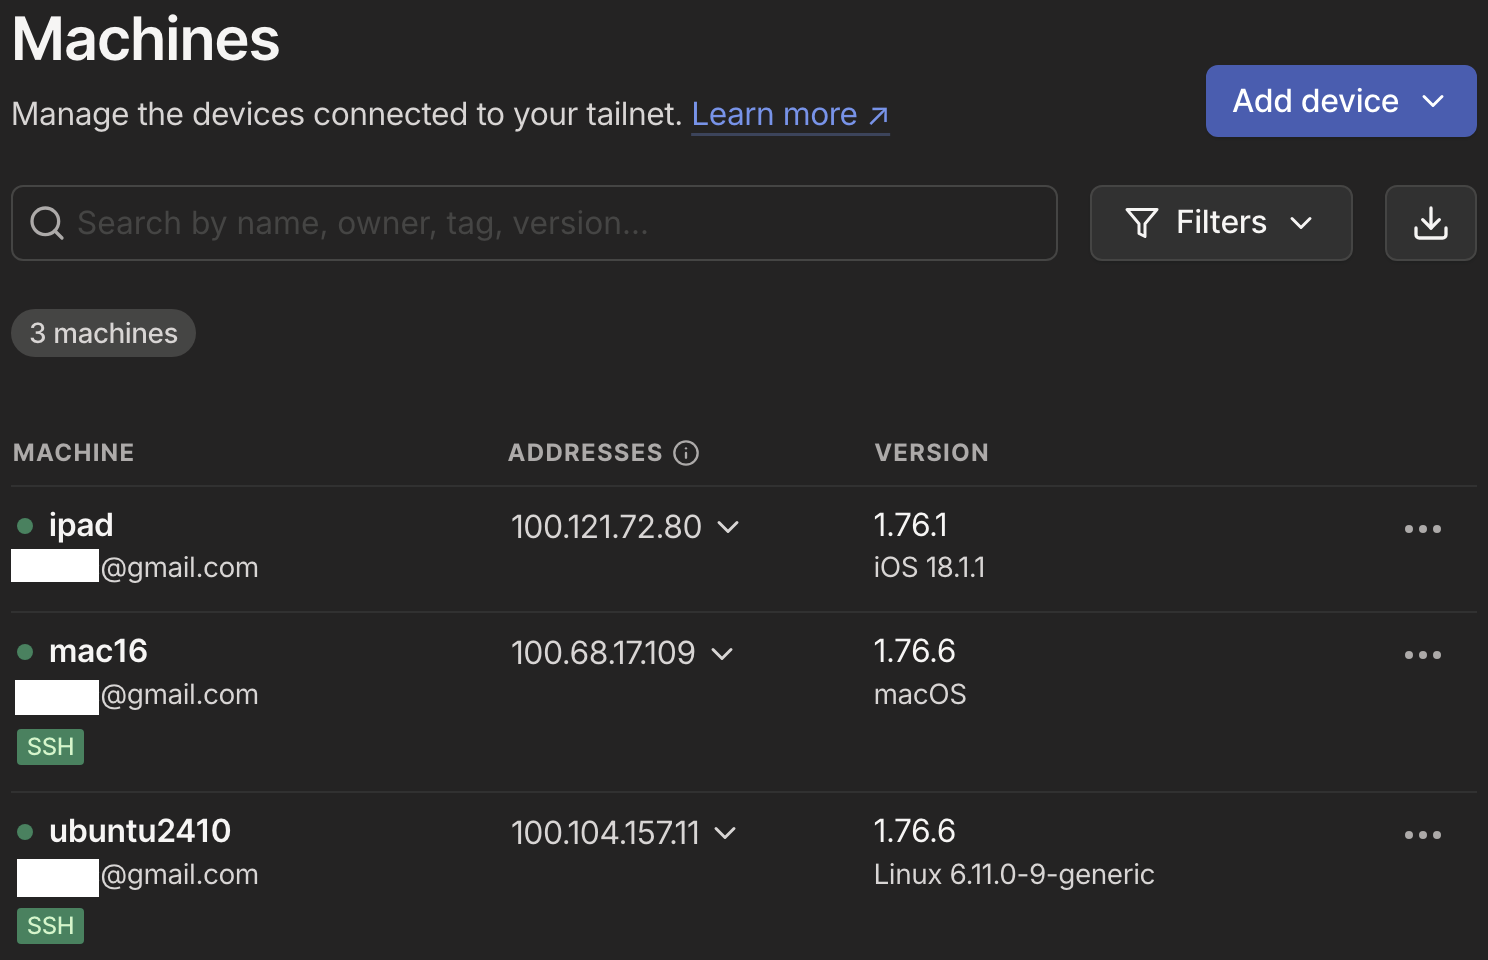 Machines
Manage the devices connected to your tailnet. Learn more ↗
Add device
Search by name, owner, tag, version...
Filters
3 machines
MACHINE ADDRESSES VERSION
ipad 100.121.72.80 1.76.1
@gmail.com iOS 18.1.1
mac16 100.68.17.109 1.76.6
@gmail.com macOS
SSH
ubuntu2410 100.104.157.11 1.76.6
@gmail.com Linux 6.11.0-9-generic
SSH